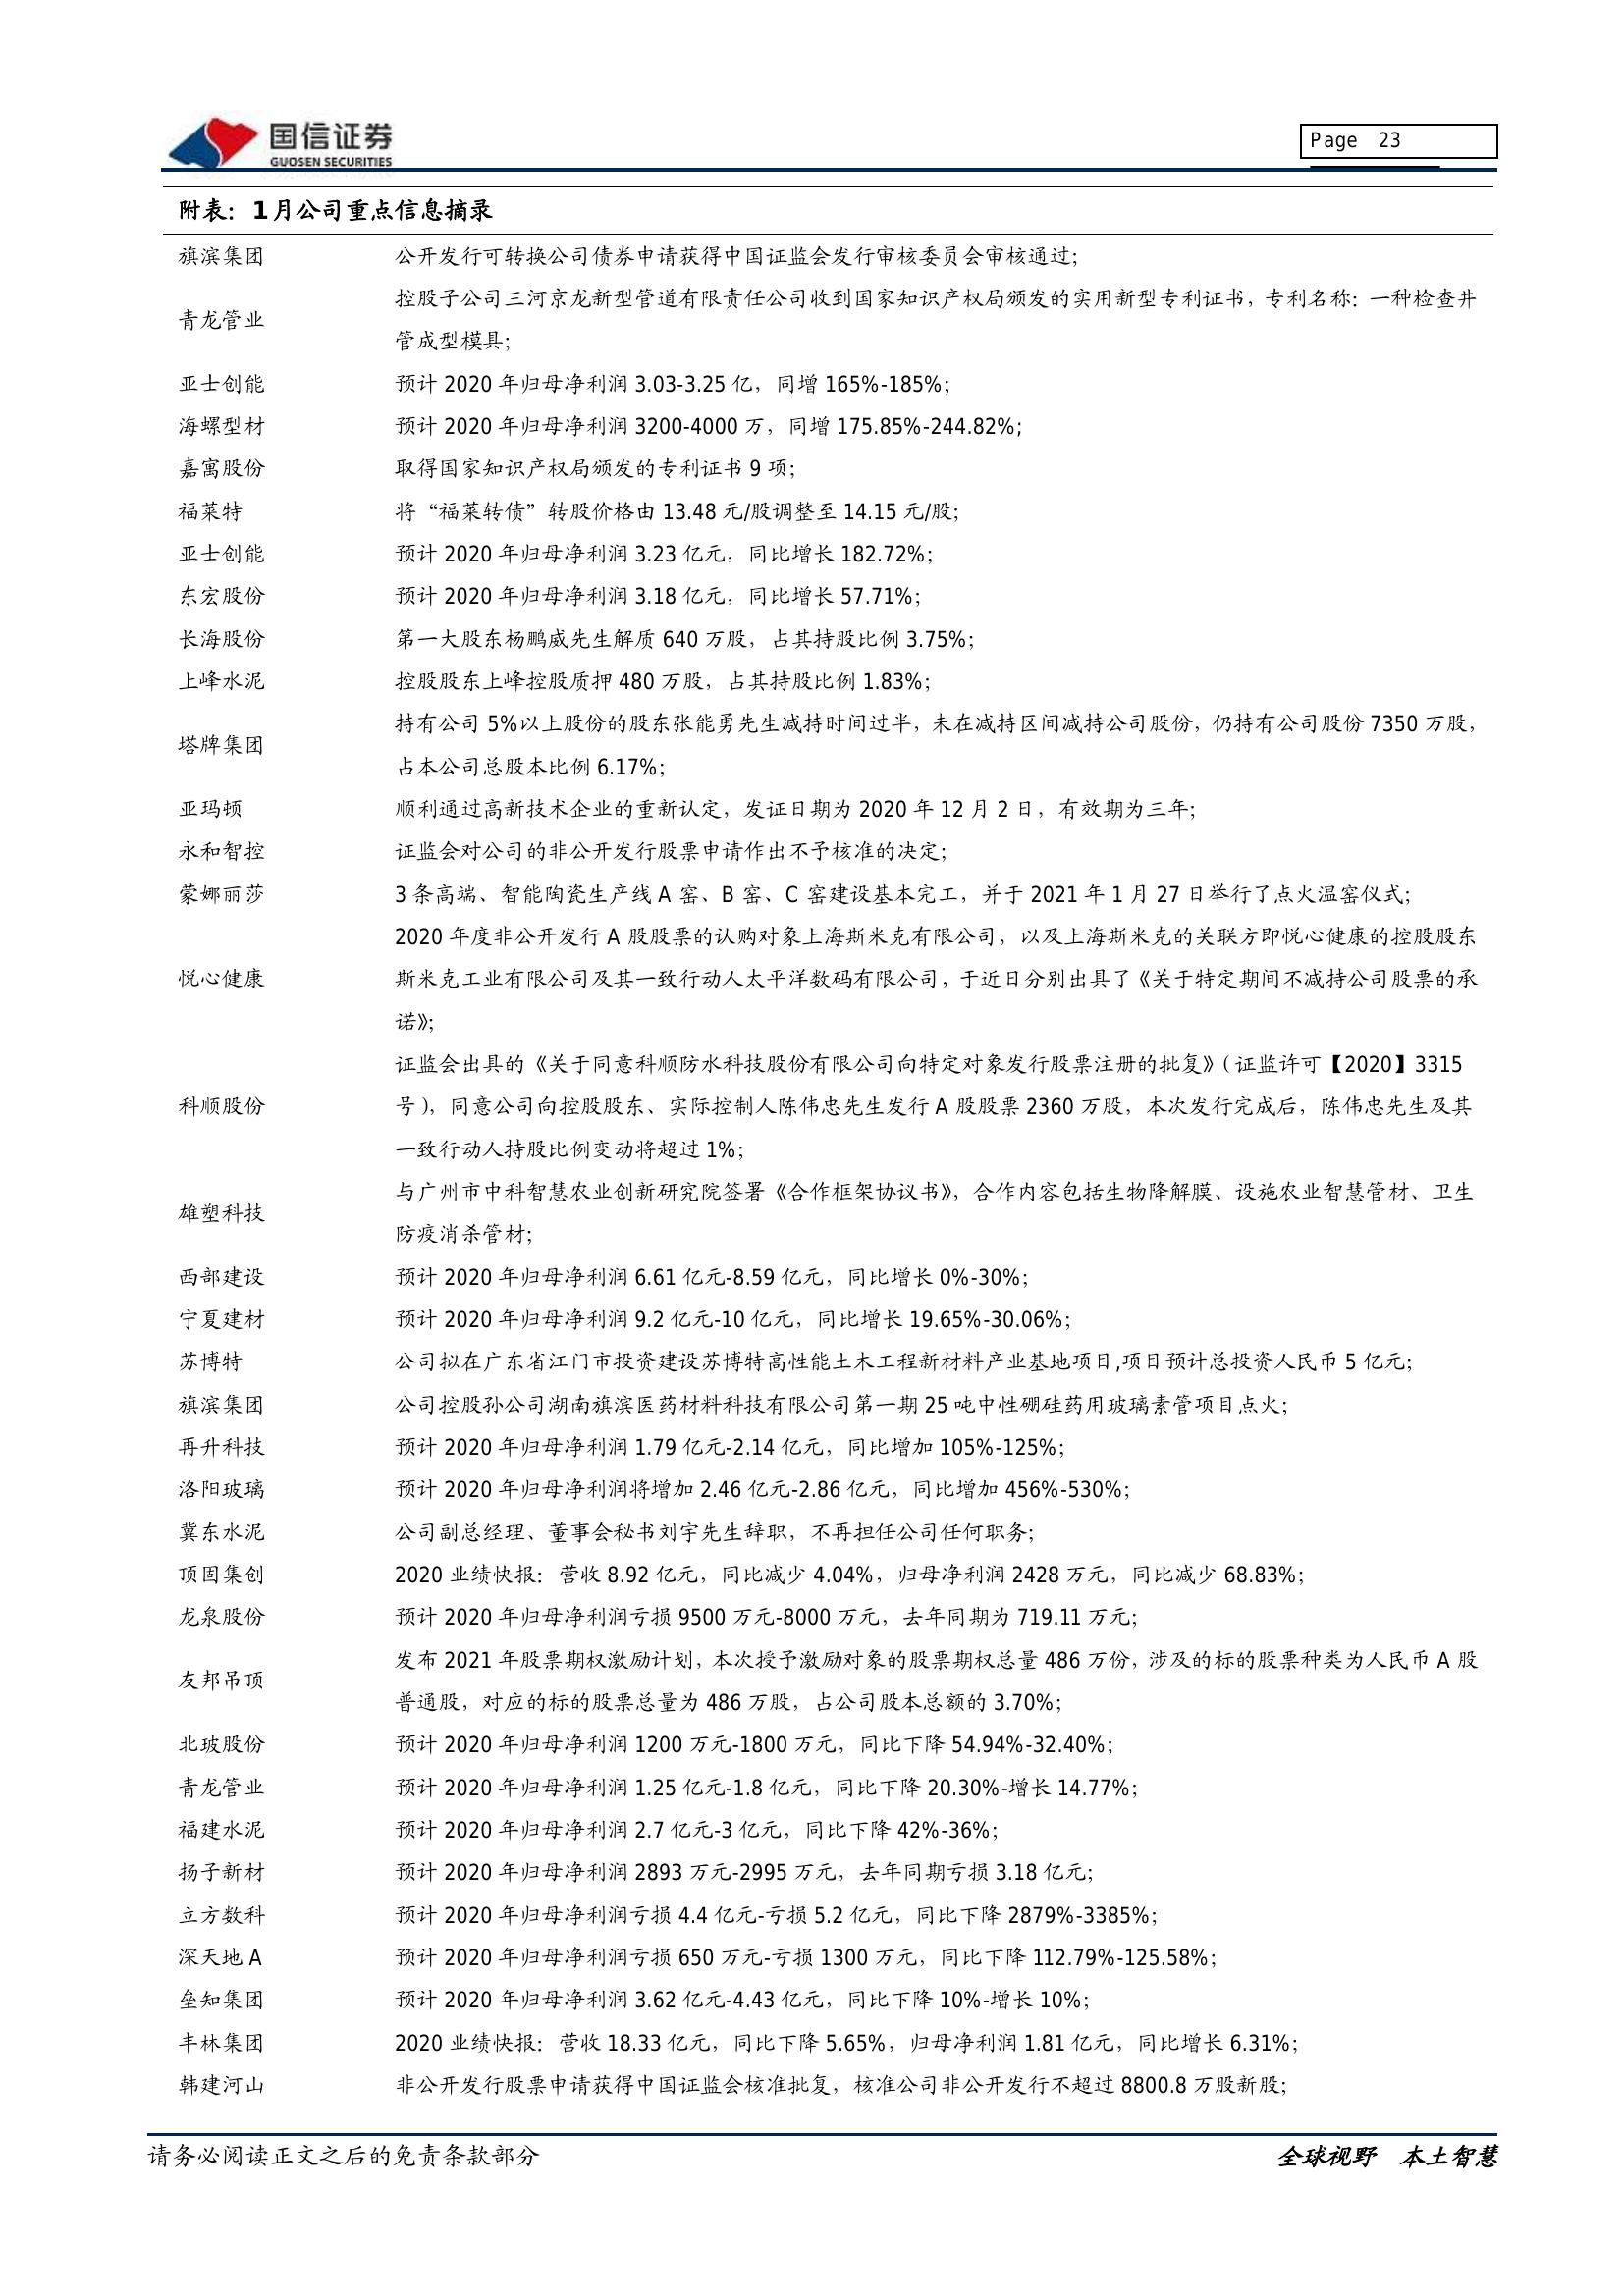 国信证券
GUOSEN SECURITIES
Page 23
附表：1月公司重点信息摘录
旗滨集团 公开发行可转换公司债券申请获得中国证监会发行审核委员会审核通过；
青龙管业 控股子公司三河京龙新型管道有限责任公司收到国家知识产权局颁发的实用新型专利证书，专利名称：一种检查井
管成型模具；
亚士创能 预计 2020 年归母净利润 3.03-3.25 亿，同增 165%-185%；
海螺型材 预计 2020 年归母净利润 3200-4000 万，同增 175.85%-244.82%；
嘉寓股份 取得国家知识产权局颁发的专利证书 9 项；
福莱特 将“福莱转债”转股价格由 13.48 元/股调整至 14.15 元/股；
亚士创能 预计 2020 年归母净利润 3.23 亿元，同比增长 182.72%；
东宏股份 预计 2020 年归母净利润 3.18 亿元，同比增长 57.71%；
长海股份 第一大股东杨鹏威先生解质 640 万股，占其持股比例 3.75%；
上峰水泥 控股股东上峰控股质押 480 万股，占其持股比例 1.83%；
塔牌集团 持有公司 5%以上股份的股东张能勇先生减持时间过半，未在减持区间减持公司股份，仍持有公司股份 7350 万股，
占本公司总股本比例 6.17%；
亚玛顿 顺利通过高新技术企业的重新认定，发证日期为 2020 年 12 月 2 日，有效期为三年；
永和智控 证监会对公司的非公开发行股票申请作出不予核准的决定；
蒙娜丽莎 3 条高端、智能陶瓷生产线 A 窑、B 窑、C 窑建设基本完工，并于 2021 年 1 月 27 日举行了点火温窑仪式；
悦心健康 2020 年度非公开发行 A 股股票的认购对象上海斯米克有限公司，以及上海斯米克的关联方即悦心健康的控股股东
斯米克工业有限公司及其一致行动人太平洋数码有限公司，于近日分别出具了《关于特定期间不减持公司股票的承
诺》；
科顺股份 证监会出具的《关于同意科顺防水科技股份有限公司向特定对象发行股票注册的批复》（证监许可【2020】3315
号），同意公司向控股股东、实际控制人陈伟忠先生发行 A 股股票 2360 万股，本次发行完成后，陈伟忠先生及其
一致行动人持股比例变动将超过 1%；
雄塑科技 与广州市中科智慧农业创新研究院签署《合作框架协议书》，合作内容包括生物降解膜、设施农业智慧管材、卫生
防疫消杀管材；
西部建设 预计 2020 年归母净利润 6.61 亿元-8.59 亿元，同比增长 0%-30%；
宁夏建材 预计 2020 年归母净利润 9.2 亿元-10 亿元，同比增长 19.65%-30.06%；
苏博特 公司拟在广东省江门市投资建设苏博特高性能土木工程新材料产业基地项目,项目预计总投资人民币 5 亿元；
旗滨集团 公司控股孙公司湖南旗滨医药材料科技有限公司第一期 25 吨中性硼硅药用玻璃素管项目点火；
再升科技 预计 2020 年归母净利润 1.79 亿元-2.14 亿元，同比增加 105%-125%；
洛阳玻璃 预计 2020 年归母净利润将增加 2.46 亿元-2.86 亿元，同比增加 456%-530%；
冀东水泥 公司副总经理、董事会秘书刘宇先生辞职，不再担任公司任何职务；
顶固集创 2020 业绩快报：营收 8.92 亿元，同比减少 4.04%，归母净利润 2428 万元，同比减少 68.83%；
龙泉股份 预计 2020 年归母净利润亏损 9500 万元-8000 万元，去年同期为 719.11 万元；
友邦吊顶 发布 2021 年股票期权激励计划，本次授予激励对象的股票期权总量 486 万份，涉及的标的股票种类为人民币 A 股
普通股，对应的标的股票总量为 486 万股，占公司股本总额的 3.70%；
北玻股份 预计 2020 年归母净利润 1200 万元-1800 万元，同比下降 54.94%-32.40%；
青龙管业 预计 2020 年归母净利润 1.25 亿元-1.8 亿元，同比下降 20.30%-增长 14.77%；
福建水泥 预计 2020 年归母净利润 2.7 亿元-3 亿元，同比下降 42%-36%；
扬子新材 预计 2020 年归母净利润 2893 万元-2995 万元，去年同期亏损 3.18 亿元；
立方数科 预计 2020 年归母净利润亏损 4.4 亿元-亏损 5.2 亿元，同比下降 2879%-3385%；
深天地 A 预计 2020 年归母净利润亏损 650 万元-亏损 1300 万元，同比下降 112.79%-125.58%；
垒知集团 预计 2020 年归母净利润 3.62 亿元-4.43 亿元，同比下降 10%-增长 10%；
丰林集团 2020 业绩快报：营收 18.33 亿元，同比下降 5.65%，归母净利润 1.81 亿元，同比增长 6.31%；
韩建河山 非公开发行股票申请获得中国证监会核准批复，核准公司非公开发行不超过 8800.8 万股新股；
请务必阅读正文之后的免责条款部分 全球视野 本土智慧